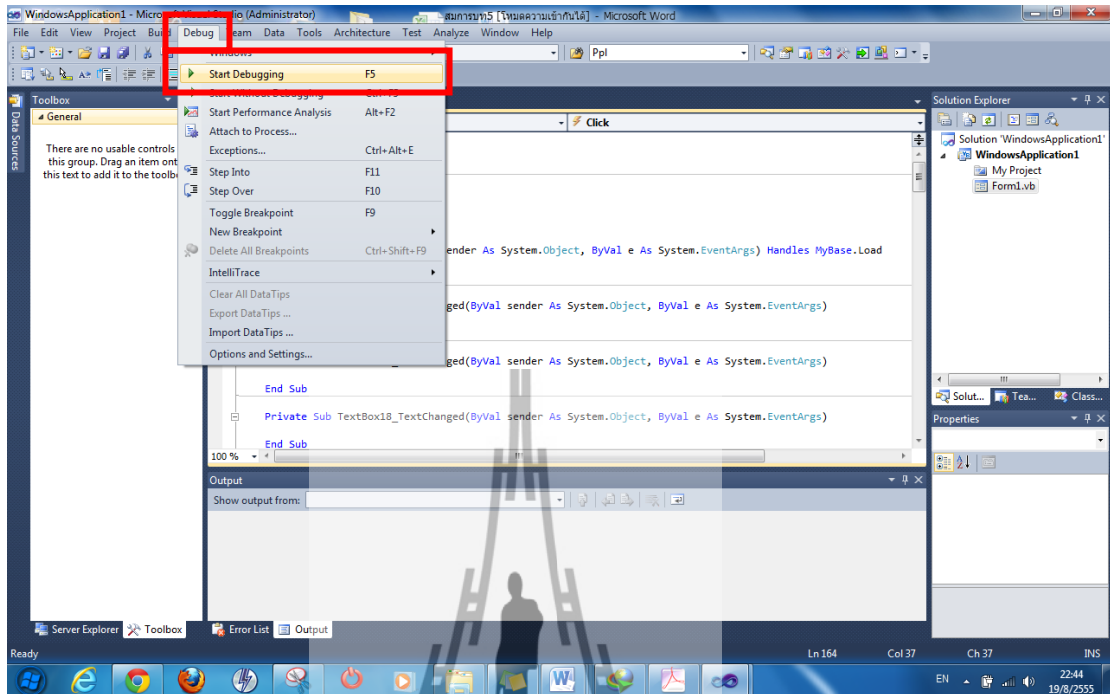 WindowsApplication1 - Microsoft Visual Studio (Administrator)
สมการบท5 [โหมดความเข้ากันได้] - Microsoft Word
File Edit View Project Build Debug Team Data Tools Architecture Test Analyze Window Help
Ppl
Windows
Start Debugging F5
Start Without Debugging Ctrl+F5
Start Performance Analysis Alt+F2
Attach to Process...
Exceptions... Ctrl+Alt+E
Step Into F11
Step Over F10
Toggle Breakpoint F9
New Breakpoint
Delete All Breakpoints Ctrl+Shift+F9
IntelliTrace
Clear All DataTips
Export DataTips ...
Import DataTips ...
Options and Settings...
Data Sources
Toolbox
General
There are no usable controls
this group. Drag an item ont
this text to add it to the toolb
Click
ender As System.Object, ByVal e As System.EventArgs) Handles MyBase.Load
ged(ByVal sender As System.Object, ByVal e As System.EventArgs)
ged(ByVal sender As System.Object, ByVal e As System.EventArgs)
End Sub
Private Sub TextBox18_TextChanged(ByVal sender As System.Object, ByVal e As System.EventArgs)
End Sub
100 %
Output
Show output from:
Solution Explorer
Solution 'WindowsApplication1'
WindowsApplication1
My Project
Form1.vb
Solut... Tea... Class...
Properties
Server Explorer Toolbox Error List Output
Ready Ln 164 Col 37 Ch 37 INS
EN 22:44
19/8/2555